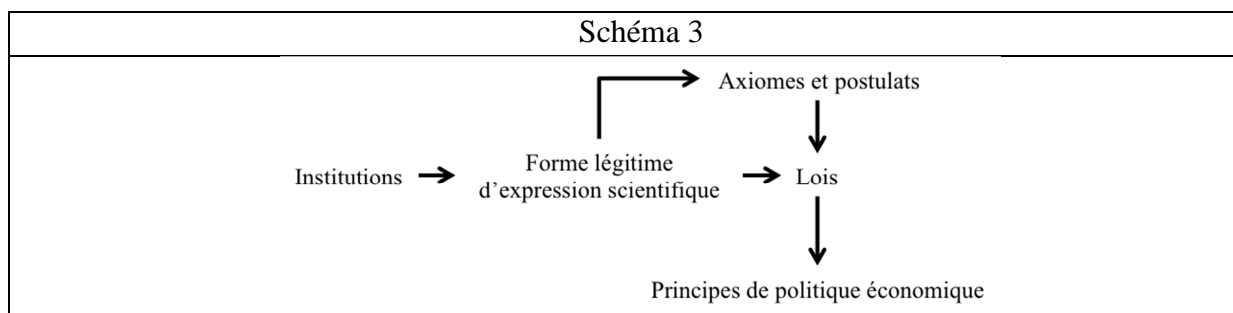 Schéma 3
Axiomes et postulats
Institutions
Forme légitime
d’expression scientifique
Lois
Principes de politique économique